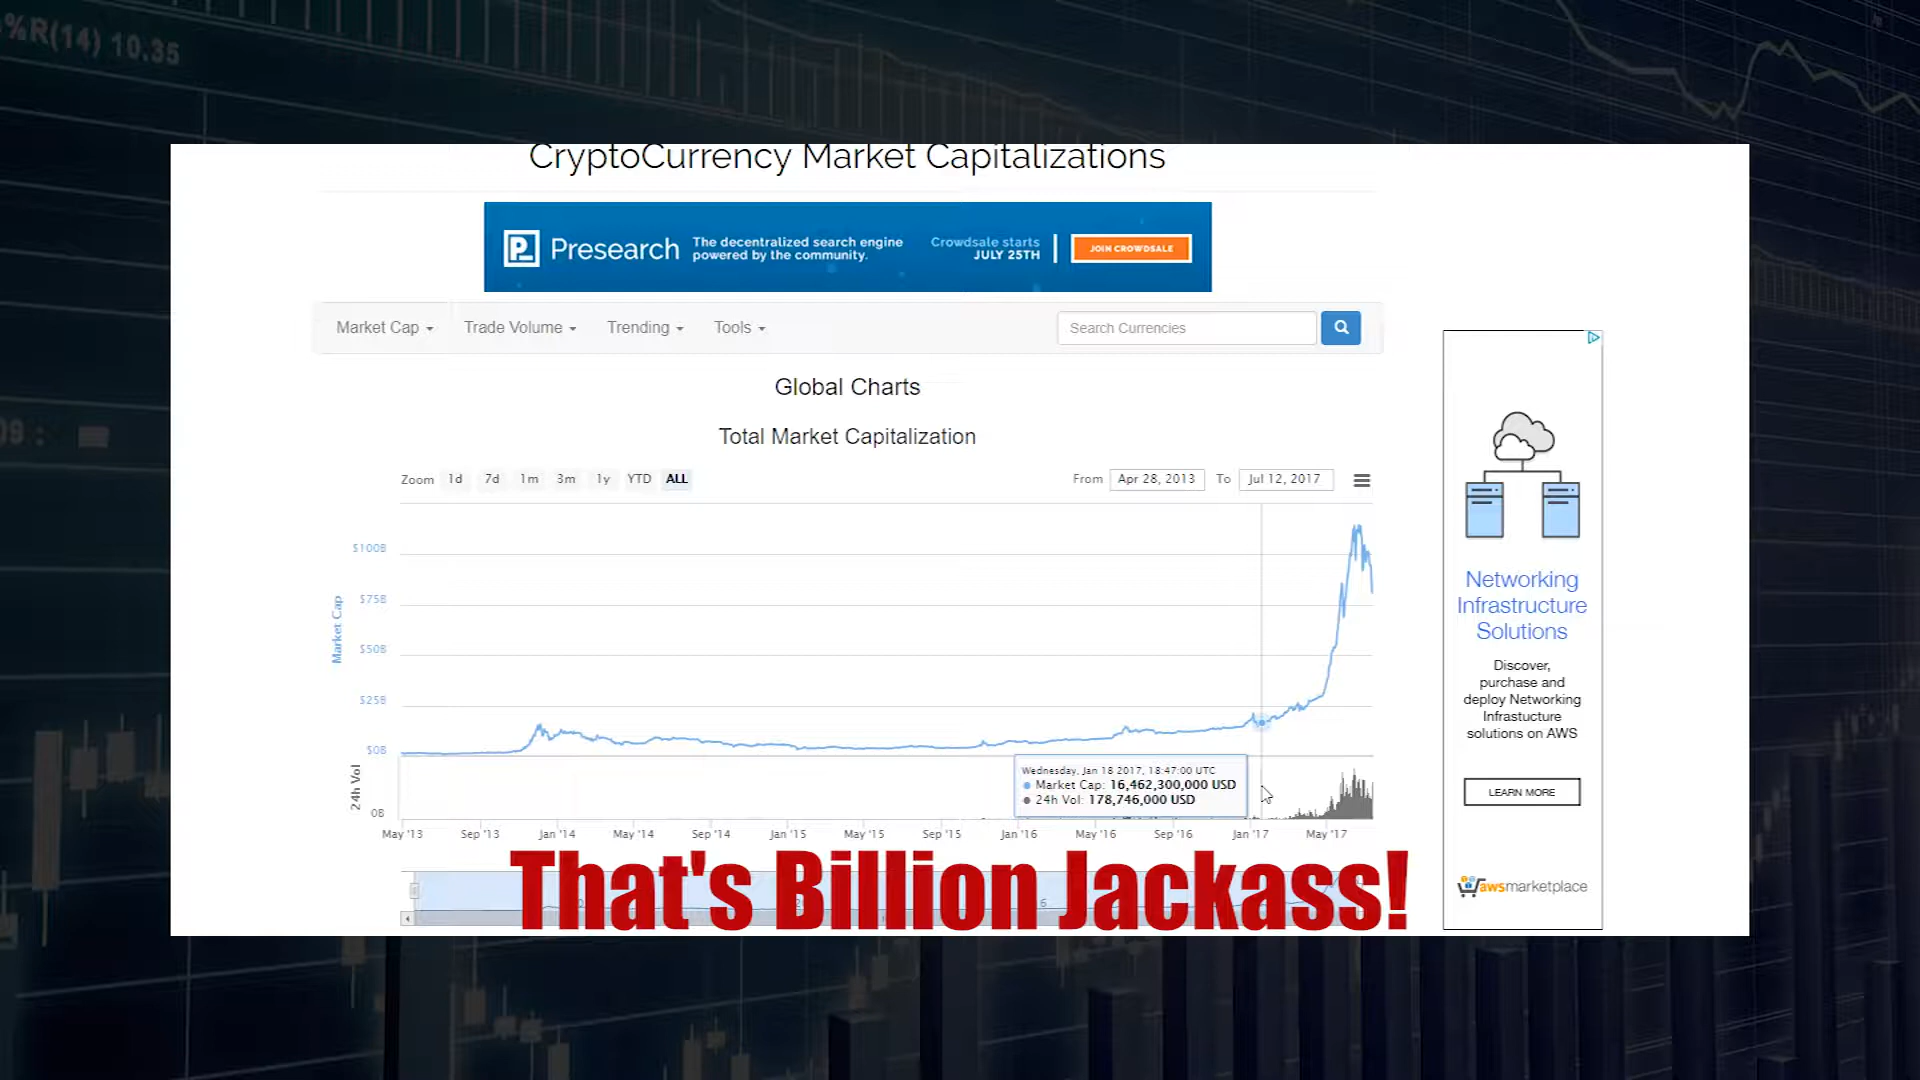 %R(14) 10.35
CryptoCurrency Market Capitalizations
Presearch
The decentralized search engine
powered by the community.
Crowdsale starts
JULY 25TH
JOIN CROWDSALE
Market Cap
Trade Volume
Trending
Tools
Search Currencies
Global Charts
Total Market Capitalization
Zoom 1d 7d 1m 3m 1y YTD ALL
From Apr 28, 2013 To Jul 12, 2017
$100B
$75B
$50B
$25B
$0B
Market Cap
24h Vol
0B
Wednesday, Jan 18 2017, 18:47:00 UTC
Market Cap: 16,462,300,000 USD
24h Vol: 178,746,000 USD
May '13 Sep '13 Jan '14 May '14 Sep '14 Jan '15 May '15 Sep '15 Jan '16 May '16 Sep '16 Jan '17 May '17
That's Billion Jackass!
Networking
Infrastructure
Solutions
Discover,
purchase and
deploy Networking
Infrastucture
solutions on AWS
LEARN MORE
awsmarketplace